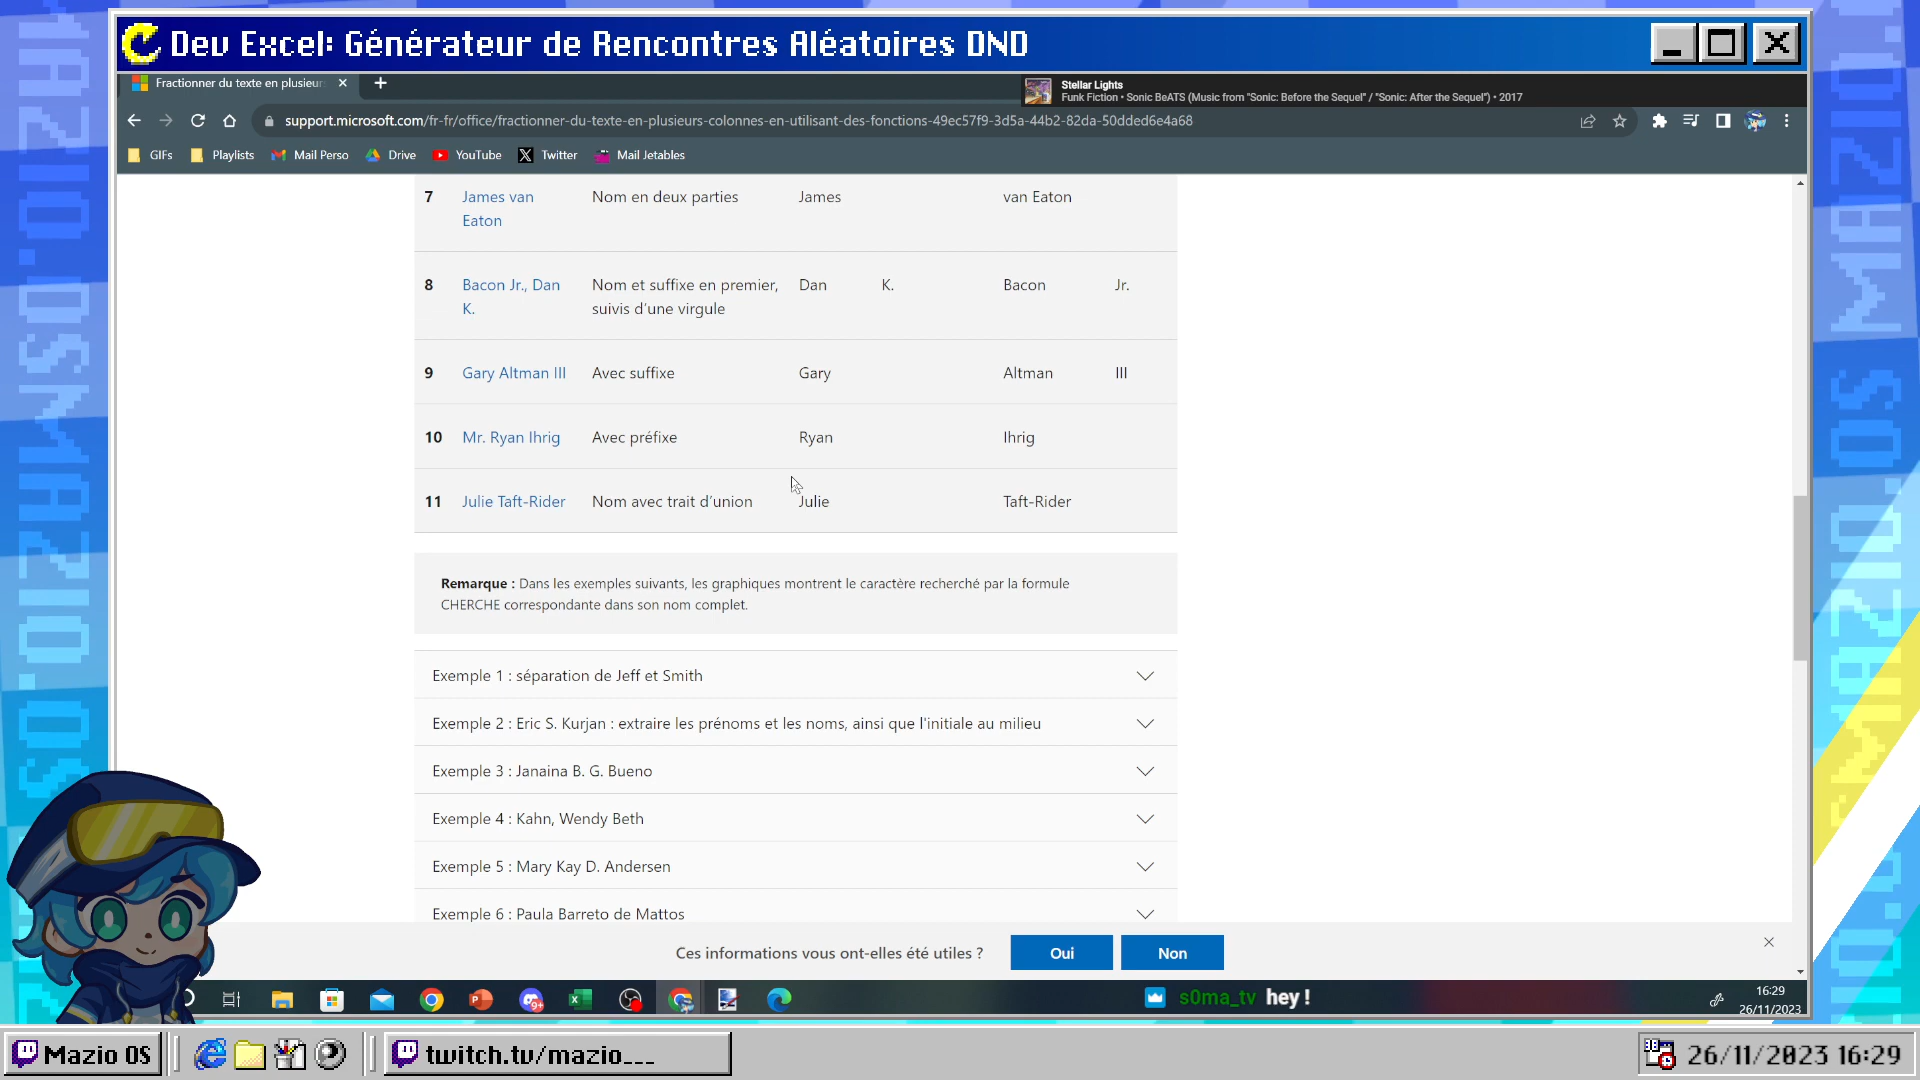 Dev Excel: Générateur de Rencontres Aléatoires DND
Fractionner du texte en plusieur
Stellar Lights
Funk Fiction • Sonic BeATS (Music from "Sonic: Before the Sequel" / "Sonic: After the Sequel") • 2017
support.microsoft.com/fr-fr/office/fractionner-du-texte-en-plusieurs-colonnes-en-utilisant-des-fonctions-49ec57f9-3d5a-44b2-82da-50dded6e4a68
GIFs Playlists Mail Perso Drive YouTube Twitter Mail Jetables
7 James van Nom en deux parties James van Eaton
Eaton
8 Bacon Jr., Dan Nom et suffixe en premier, Dan K. Bacon Jr.
K. suivis d'une virgule
9 Gary Altman III Avec suffixe Gary Altman III
10 Mr. Ryan Ihrig Avec préfixe Ryan Ihrig
11 Julie Taft-Rider Nom avec trait d'union Julie Taft-Rider
Remarque : Dans les exemples suivants, les graphiques montrent le caractère recherché par la formule
CHERCHE correspondante dans son nom complet.
Exemple 1 : séparation de Jeff et Smith
Exemple 2 : Eric S. Kurjan : extraire les prénoms et les noms, ainsi que l'initiale au milieu
Exemple 3 : Janaina B. G. Bueno
Exemple 4 : Kahn, Wendy Beth
Exemple 5 : Mary Kay D. Andersen
Exemple 6 : Paula Barreto de Mattos
Ces informations vous ont-elles été utiles ? Oui Non
s0ma_tv hey !
16:29
26/11/2023
Mazio OS twitch.tv/mazio___ 26/11/2023 16:29